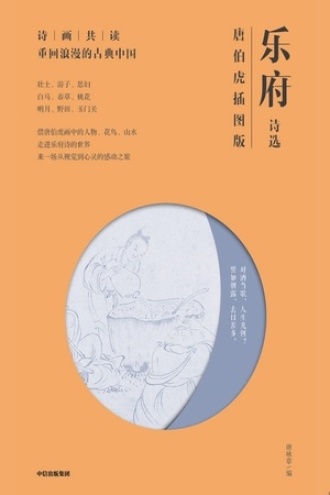 诗|画|共|读
重回浪漫的古典中国
壮士、游子、思妇
白马、春草、桃花
明月、野田、玉门关
借唐伯虎画中的人物、花鸟、山水
走进乐府诗的世界
来一场从视觉到心灵的感动之旅
乐府
诗选
唐伯虎插图版
对酒当歌，人生几何？
譬如朝露，去日苦多。
中信出版集团